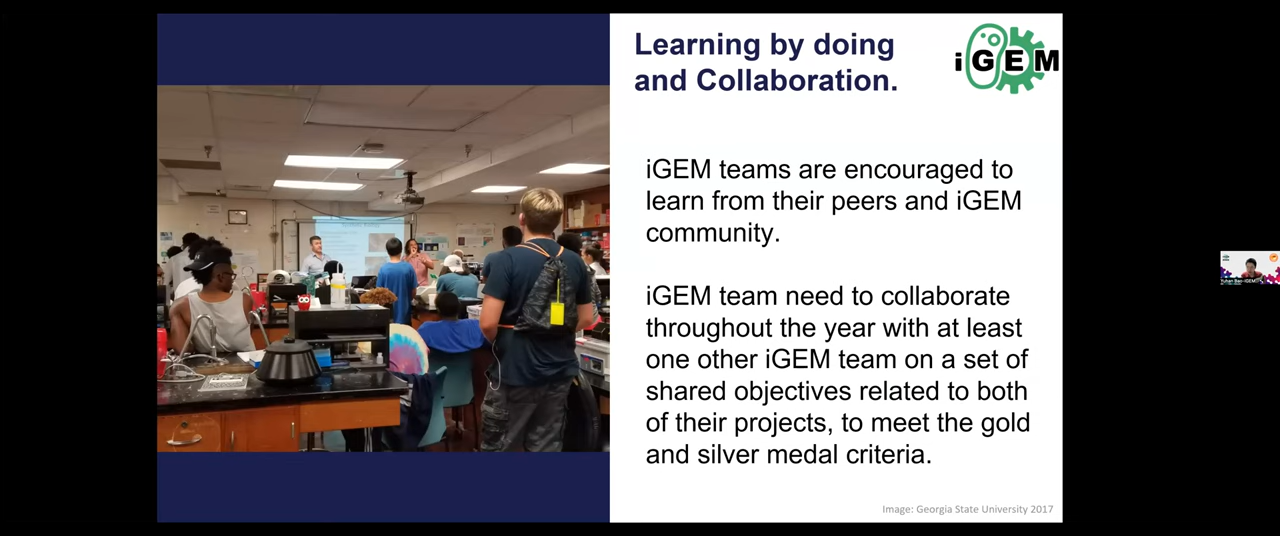 Learning by doing
and Collaboration.
iGEM
iGEM teams are encouraged to
learn from their peers and iGEM
community.
iGEM team need to collaborate
throughout the year with at least
one other iGEM team on a set of
shared objectives related to both
of their projects, to meet the gold
and silver medal criteria.
Image: Georgia State University 2017